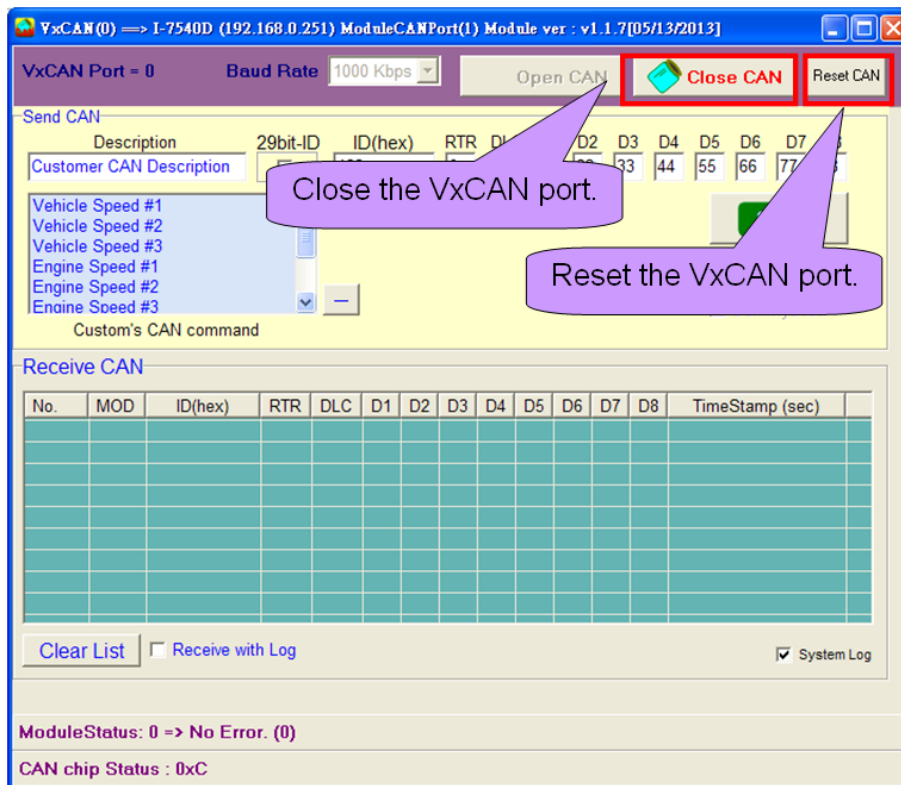 VxCAN(0) ==> I-7540D (192.168.0.251) ModuleCANPort(1) Module ver : v1.1.7[05/13/2013]
VxCAN Port = 0 Baud Rate 1000 Kbps Open CAN Close CAN Reset CAN
Send CAN
Description 29bit-ID ID(hex) RTR D2 D3 D4 D5 D6 D7
Customer CAN Description 33 44 55 66 77
Close the VxCAN port.
Vehicle Speed #1
Vehicle Speed #2
Vehicle Speed #3
Engine Speed #1
Engine Speed #2
Engine Speed #3
Reset the VxCAN port.
Custom's CAN command
Receive CAN
No. MOD ID(hex) RTR DLC D1 D2 D3 D4 D5 D6 D7 D8 TimeStamp (sec)
Clear List Receive with Log System Log
ModuleStatus: 0 => No Error. (0)
CAN chip Status : 0xC